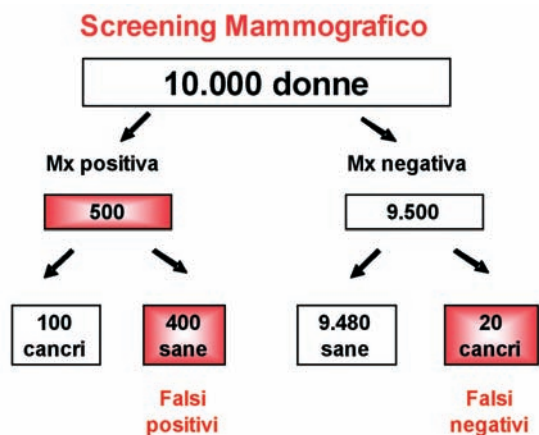 Screening Mammografico
10.000 donne
Mx positiva
Mx negativa
500
9.500
100
cancri
400
sane
9.480
sane
20
cancri
Falsi
positivi
Falsi
negativi